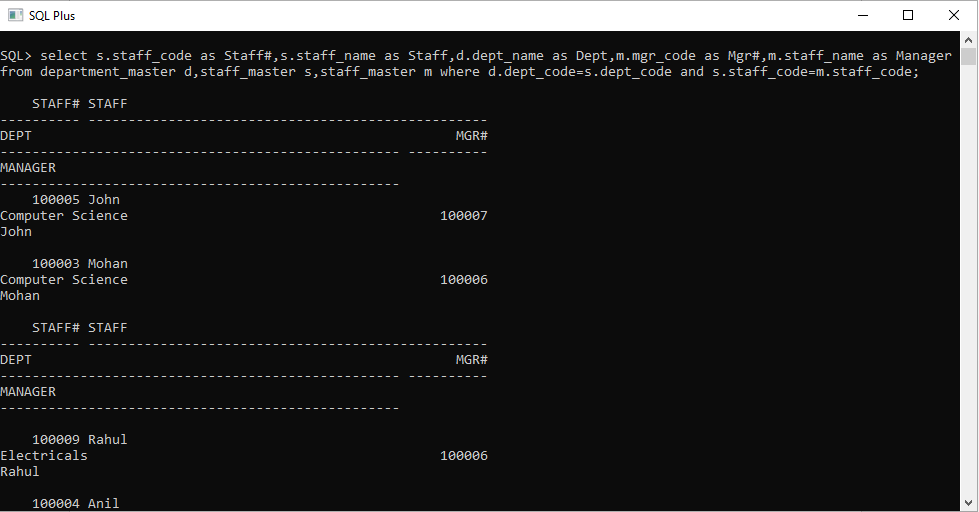 SQL Plus
SQL> select s.staff_code as Staff#,s.staff_name as Staff,d.dept_name as Dept,m.mgr_code as Mgr#,m.staff_name as Manager
from department_master d,staff_master s,staff_master m where d.dept_code=s.dept_code and s.staff_code=m.staff_code;
    STAFF# STAFF
---------- --------------------------------------------------
DEPT                                                     MGR#
-------------------------------------------------- ----------
MANAGER
--------------------------------------------------
    100005 John
Computer Science                                       100007
John
    100003 Mohan
Computer Science                                       100006
Mohan
    STAFF# STAFF
---------- --------------------------------------------------
DEPT                                                     MGR#
-------------------------------------------------- ----------
MANAGER
--------------------------------------------------
    100009 Rahul
Electricals                                            100006
Rahul
    100004 Anil